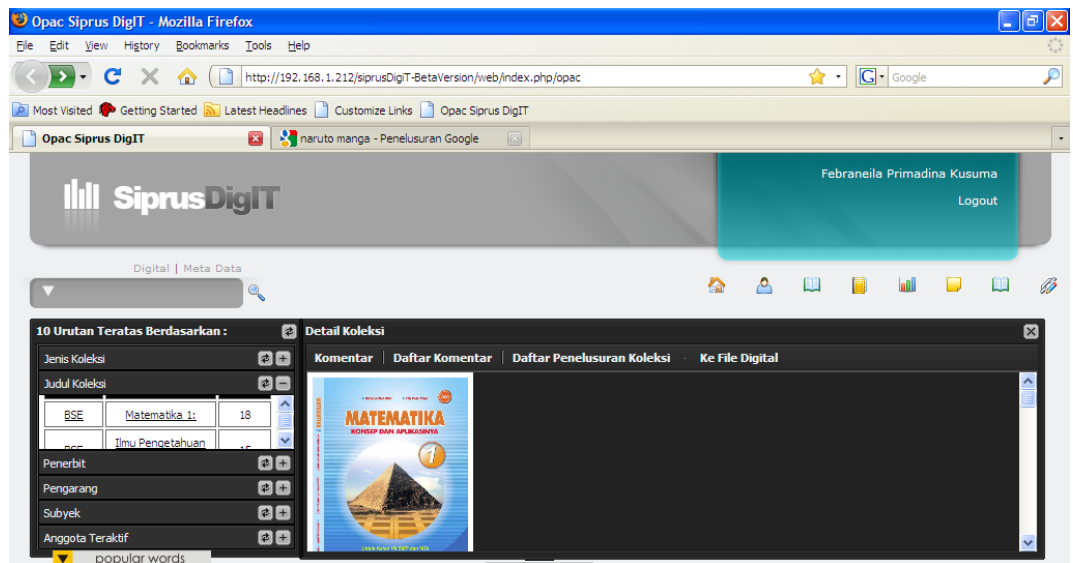 Opac Siprus DigIT - Mozilla Firefox
File Edit View History Bookmarks Tools Help
http://192.168.1.212/siprusDigiT-BetaVersion/web/index.php/opac
G Google
Most Visited Getting Started Latest Headlines Customize Links Opac Siprus DigIT
Opac Siprus DigIT naruto manga - Penelusuran Google
Febraneila Primadina Kusuma
SiprusDigIT
Logout
Digital | Meta Data
10 Urutan Teratas Berdasarkan :
Jenis Koleksi
Judul Koleksi
BSE Matematika 1: 18
Ilmu Pengetahuan
Penerbit
Pengarang
Subyek
Anggota Teraktif
popular words
Detail Koleksi
Komentar | Daftar Komentar | Daftar Penelusuran Koleksi - Ke File Digital
MATEMATIKA
KONSEP DAN APLIKASINYA
1